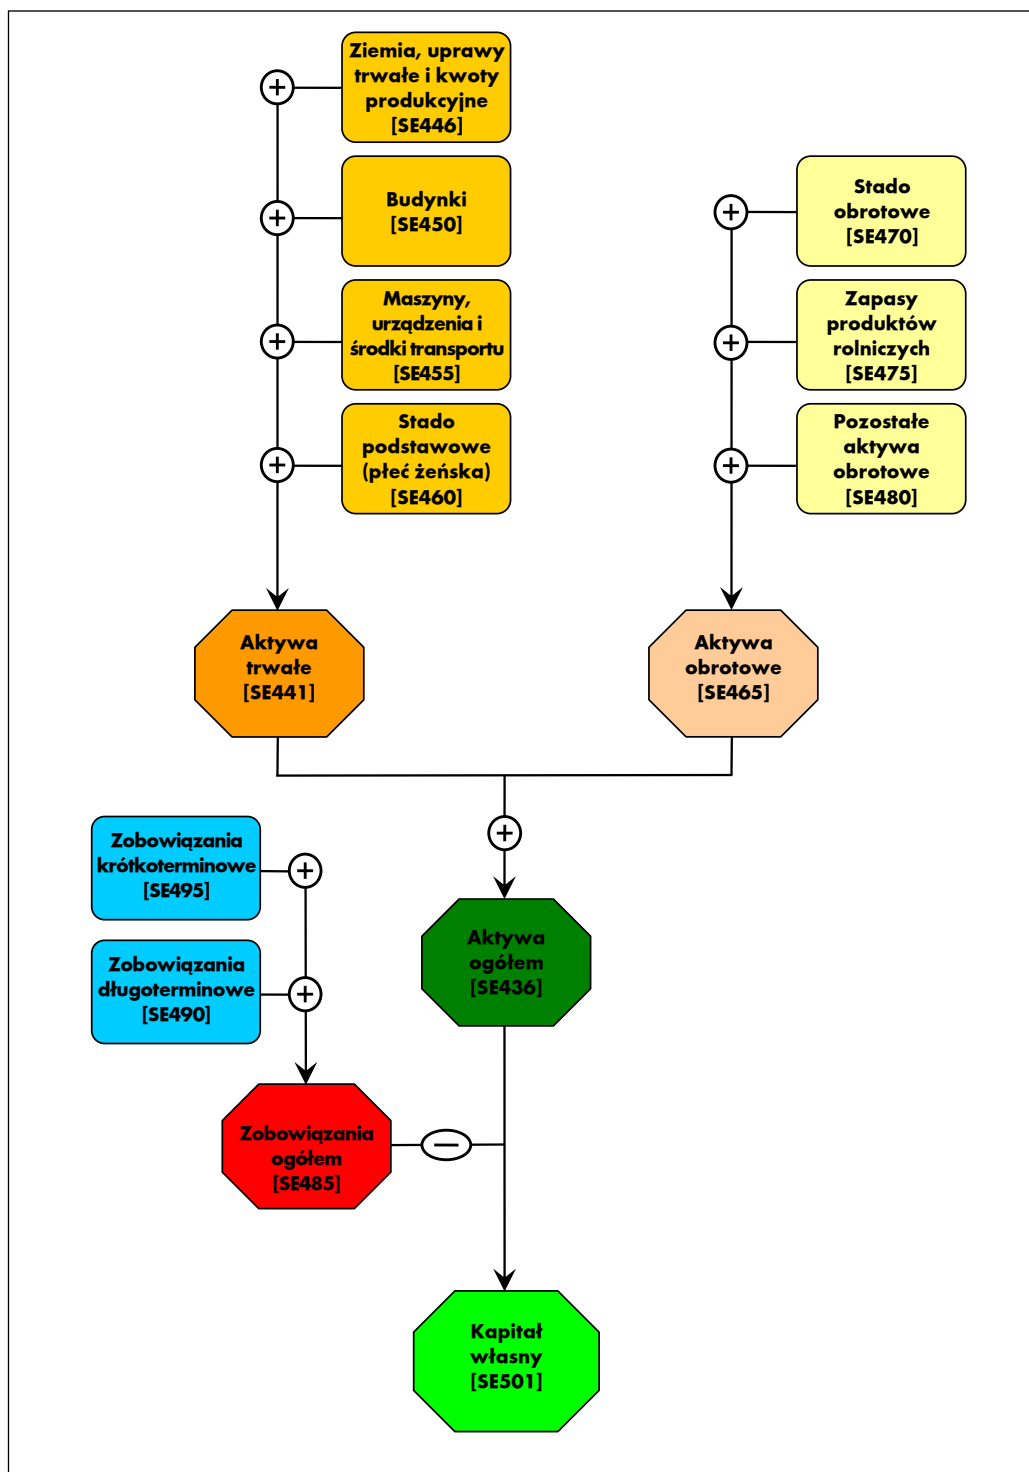 Ziemia, uprawy
trwałe i kwoty
produkcyjne
[SE446]
Budynki
[SE450]
Maszyny,
urządzenia i
środki transportu
[SE455]
Stado
podstawowe
(płeć żeńska)
[SE460]
Stado
obrotowe
[SE470]
Zapasy
produktów
rolniczych
[SE475]
Pozostałe
aktywa
obrotowe
[SE480]
Aktywa
trwałe
[SE441]
Aktywa
obrotowe
[SE465]
Zobowiązania
krótkoterminowe
[SE495]
Zobowiązania
długoterminowe
[SE490]
Aktywa
ogółem
[SE436]
Zobowiązania
ogółem
[SE485]
Kapitał
własny
[SE501]